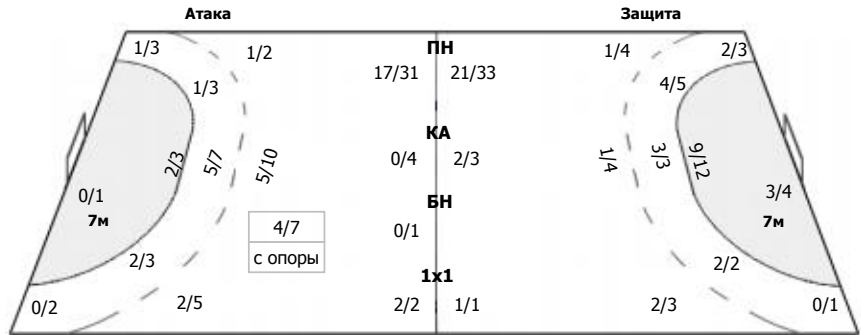 Атака Защита
1/3 1/2 ПН 1/4 2/3
17/31 21/33
1/3 4/5
КА
2/3 5/7 5/10 0/4 2/3 1/4 3/3 9/12
0/1 3/4
7м БН 7м
4/7 0/1
с опоры
2/3 2/2
1х1
0/2 2/5 2/2 1/1 2/3 0/1